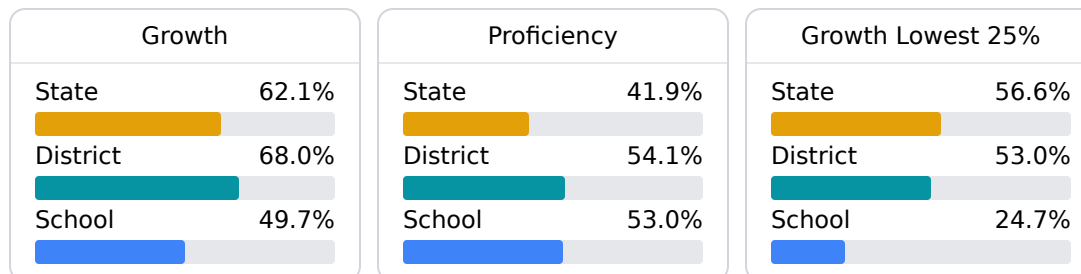 Growth
State 62.1%
District 68.0%
School 49.7%
Proficiency
State 41.9%
District 54.1%
School 53.0%
Growth Lowest 25%
State 56.6%
District 53.0%
School 24.7%